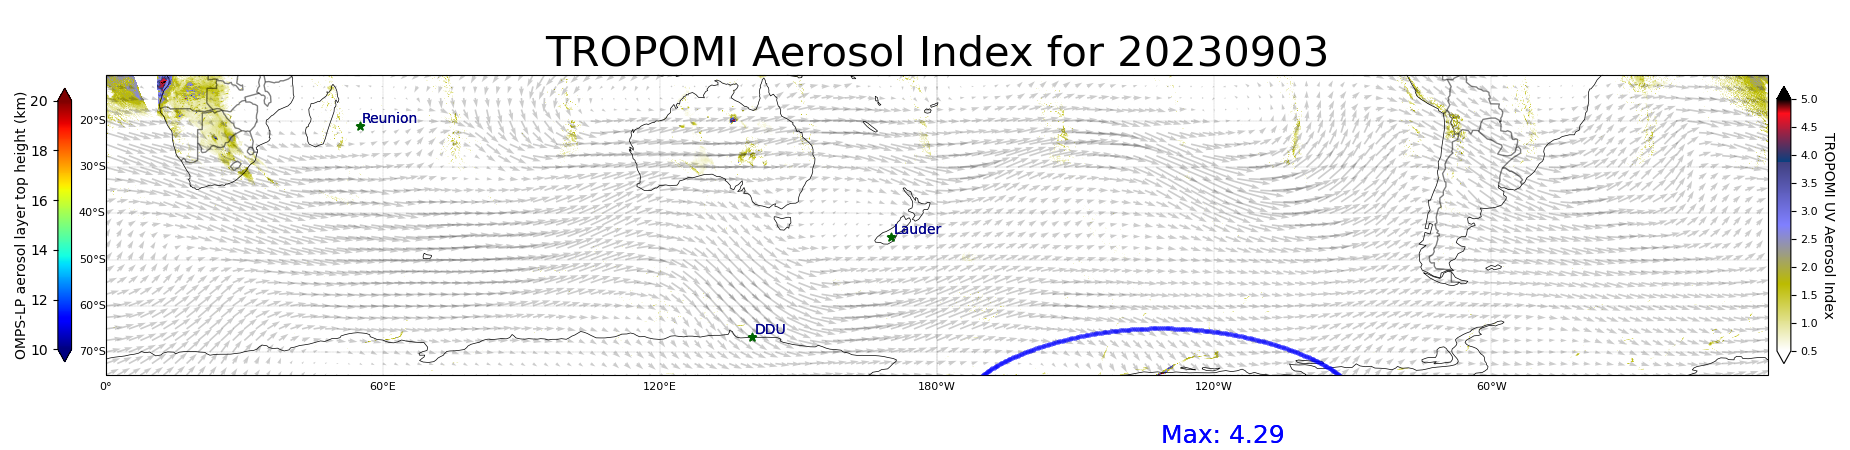 TROPOMI Aerosol Index for 20230903
OMPS-LP aerosol layer top height (km)
20
18
16
14
12
10
20°S
30°S
40°S
50°S
60°S
70°S
Reunion
Lauder
DDU
0°
60°E
120°E
180°W
120°W
60°W
5.0
4.5
4.0
3.5
3.0
2.5
2.0
1.5
1.0
0.5
TROPOMI UV Aerosol Index
Max: 4.29